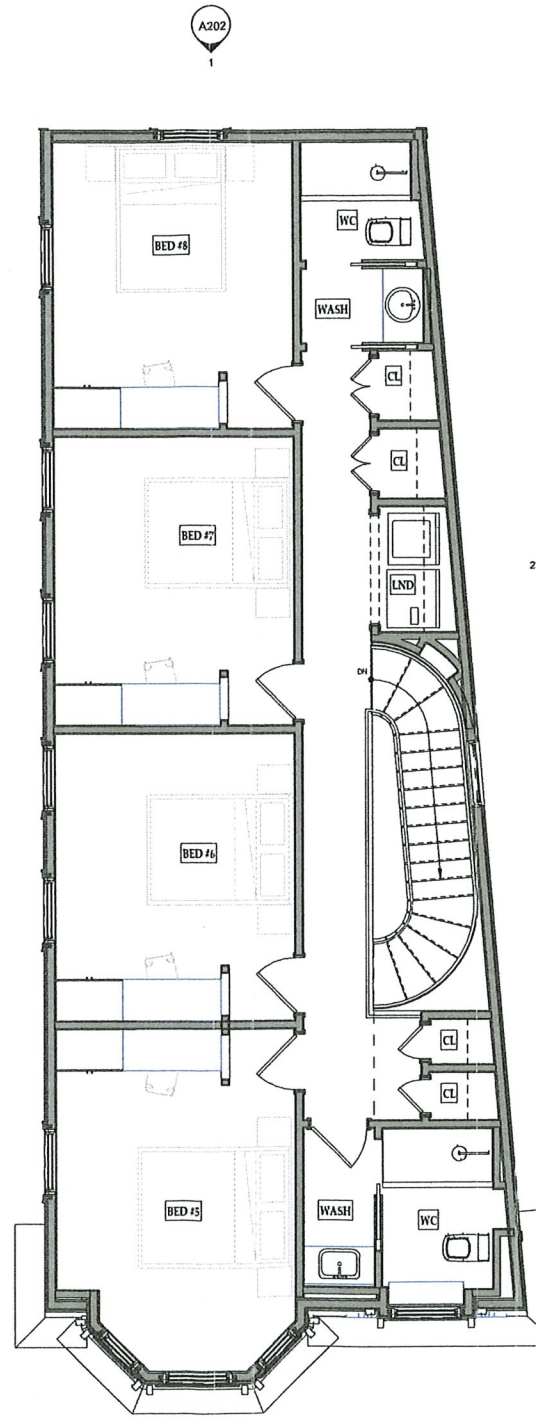 A202
1
WC
BED #8
WASH
CL
CL
BED #7
2
LND
DN
BED #6
CL
CL
BED #5
WASH
WC